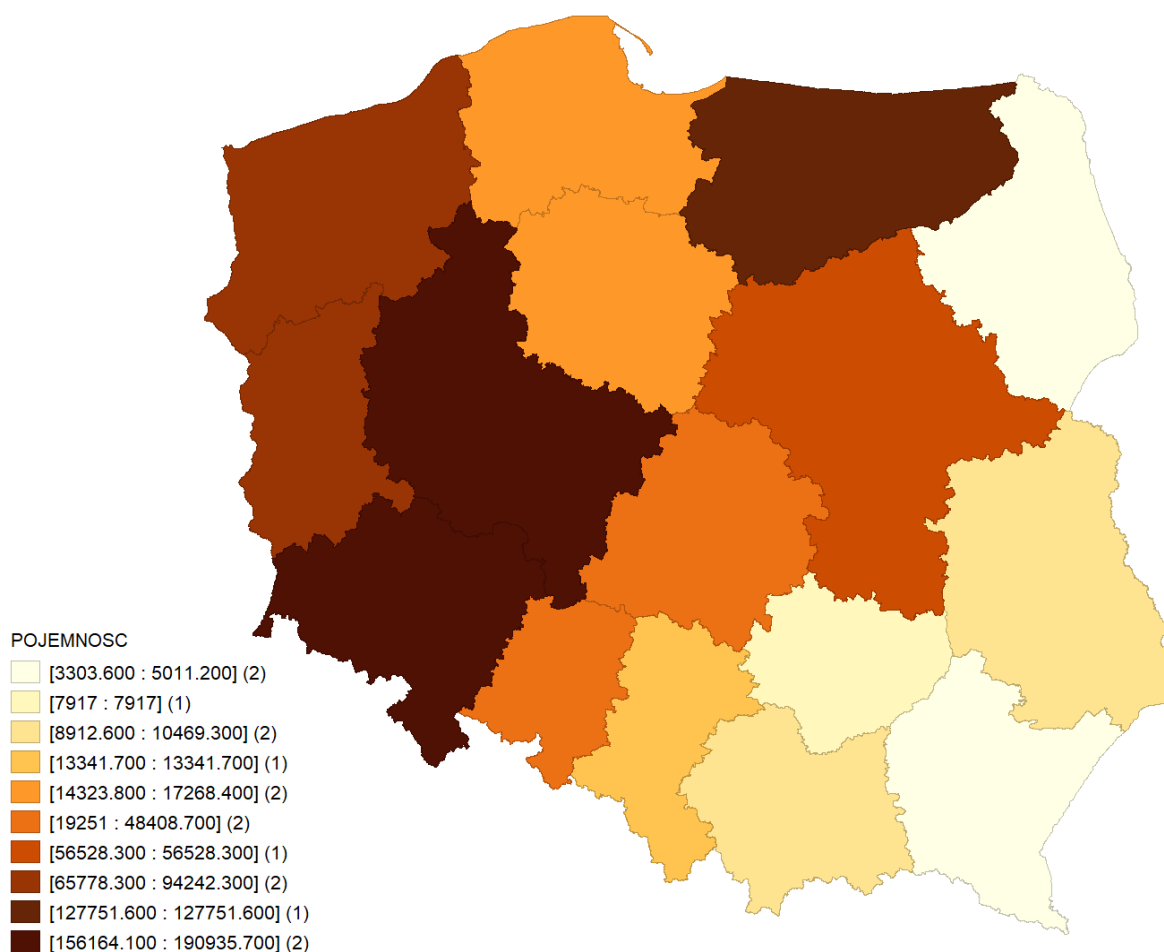 POJEMNOSC
[3303.600 : 5011.200] (2)
[7917 : 7917] (1)
[8912.600 : 10469.300] (2)
[13341.700 : 13341.700] (1)
[14323.800 : 17268.400] (2)
[19251 : 48408.700] (2)
[56528.300 : 56528.300] (1)
[65778.300 : 94242.300] (2)
[127751.600 : 127751.600] (1)
[156164.100 : 190935.700] (2)